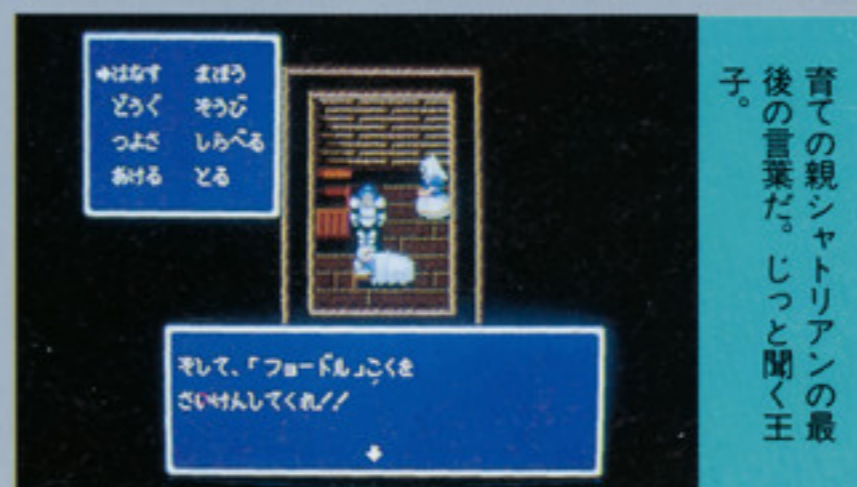 →はなす　まほう
どうぐ　そうび
つよさ　しらべる
あける　とる
そして、「フョードル」こくを
さいけんしてくれ!!
育ての親シャトリアンの最
後の言葉だ。じっと聞く王
子。